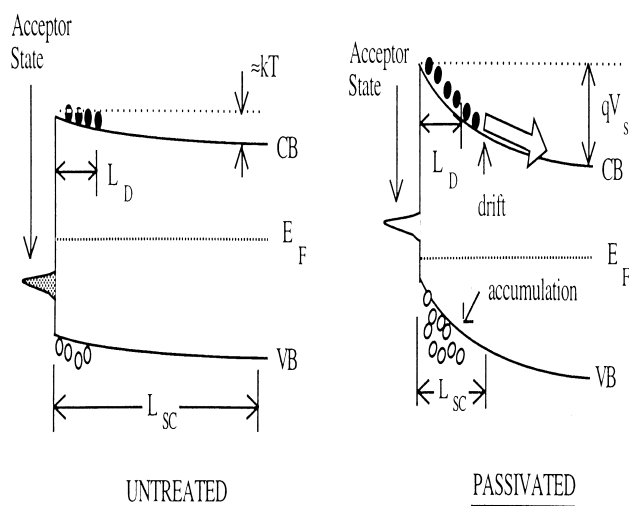 Acceptor
State
≈kT
CB
L D
E F
VB
L SC
UNTREATED
Acceptor
State
qV s
CB
L D
drift
E F
accumulation
VB
L SC
PASSIVATED